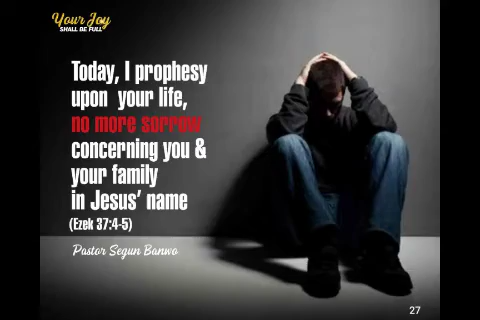 Your Joy
SHALL BE FULL
Today, I prophesy
upon your life,
no more sorrow
concerning you &
your family
in Jesus' name
(Ezek 37:4-5)
Pastor Segun Banwo
27